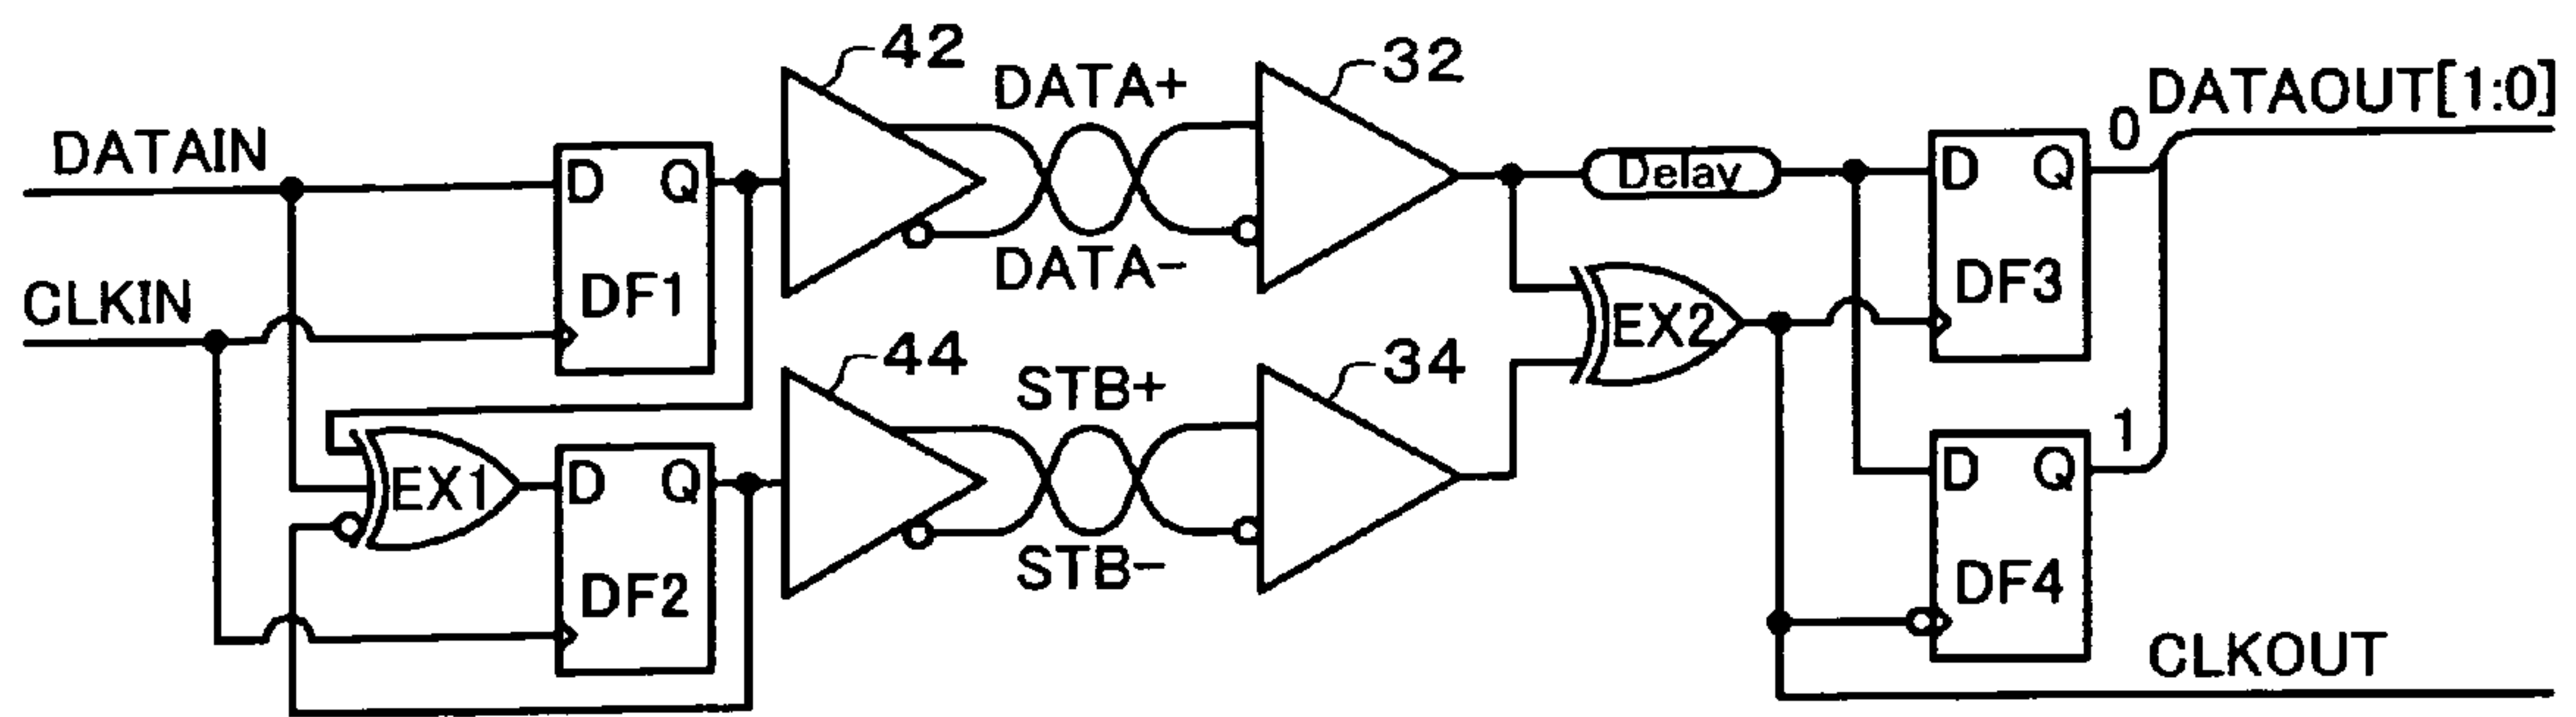 42
DATA+
32
DATAOUT[1:0]
DATAIN
D Q
Delay
D Q
0
DATA-
DF1
DF3
CLKIN
EX2
44
STB+
34
1
EX1
D Q
D Q
STB-
DF2
DF4
CLKOUT